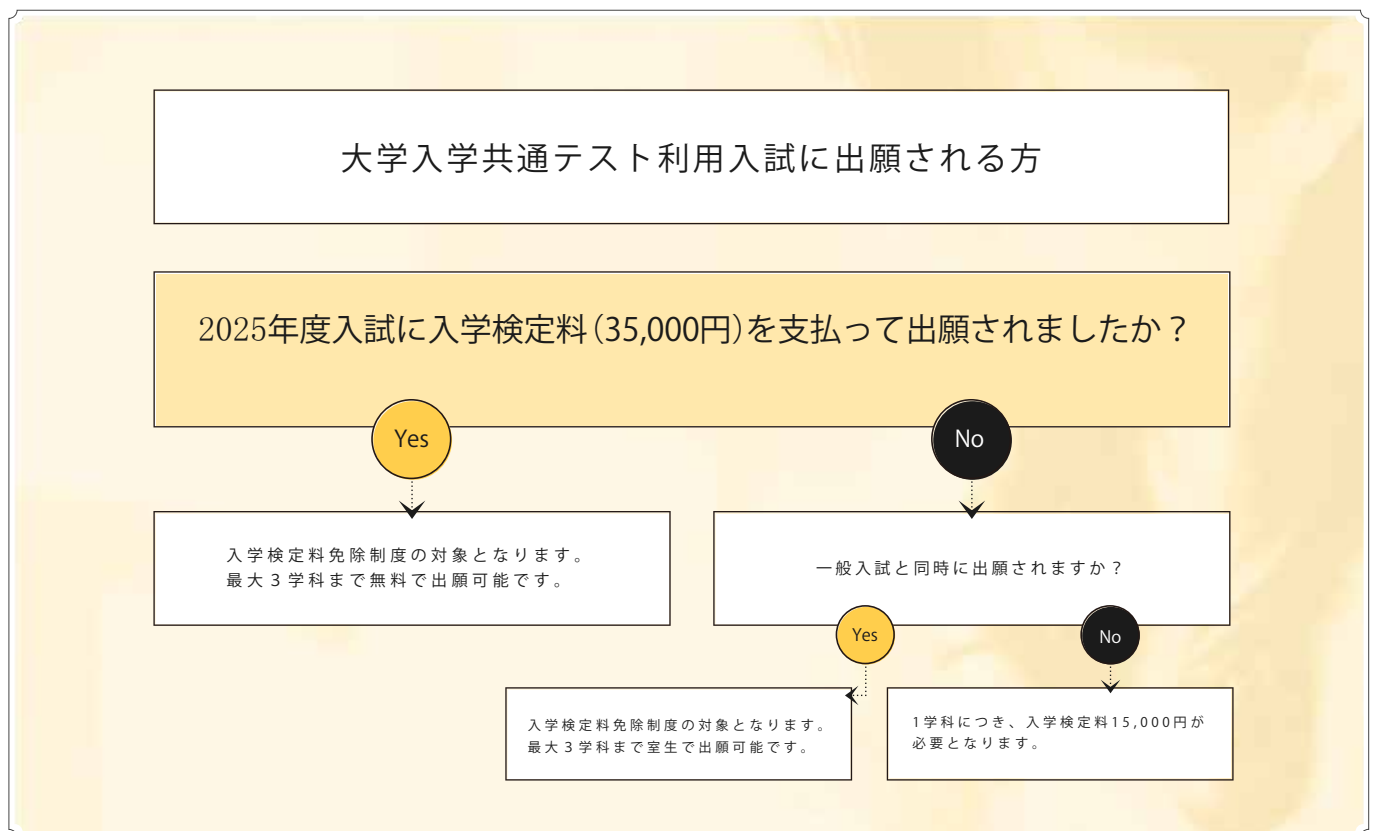 大学入学共通テスト利用入試に出願される方
2025年度入試に入学検定料(35,000円)を支払って出願されましたか？
Yes
No
入学検定料免除制度の対象となります。
最大３学科まで無料で出願可能です。
一般入試と同時に出願されますか？
Yes
No
入学検定料免除制度の対象となります。
最大３学科まで室生で出願可能です。
1学科につき、入学検定料15,000円が
必要となります。